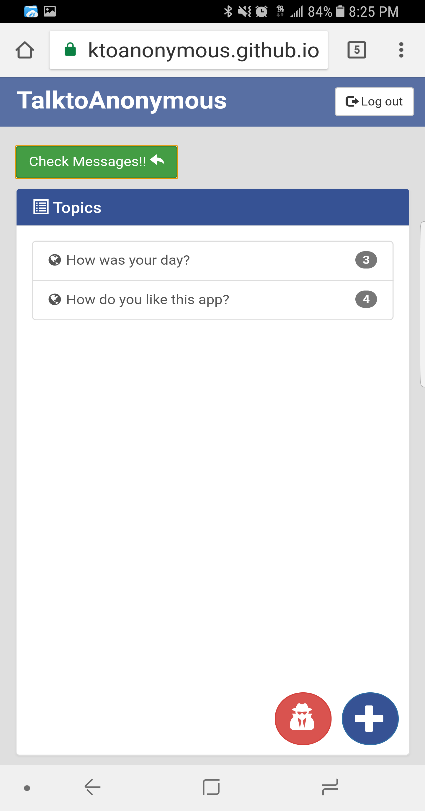 84% 8:25 PM
ktoanonymous.github.io
5
TalktoAnonymous
Log out
Check Messages!!
Topics
How was your day? 3
How do you like this app? 4